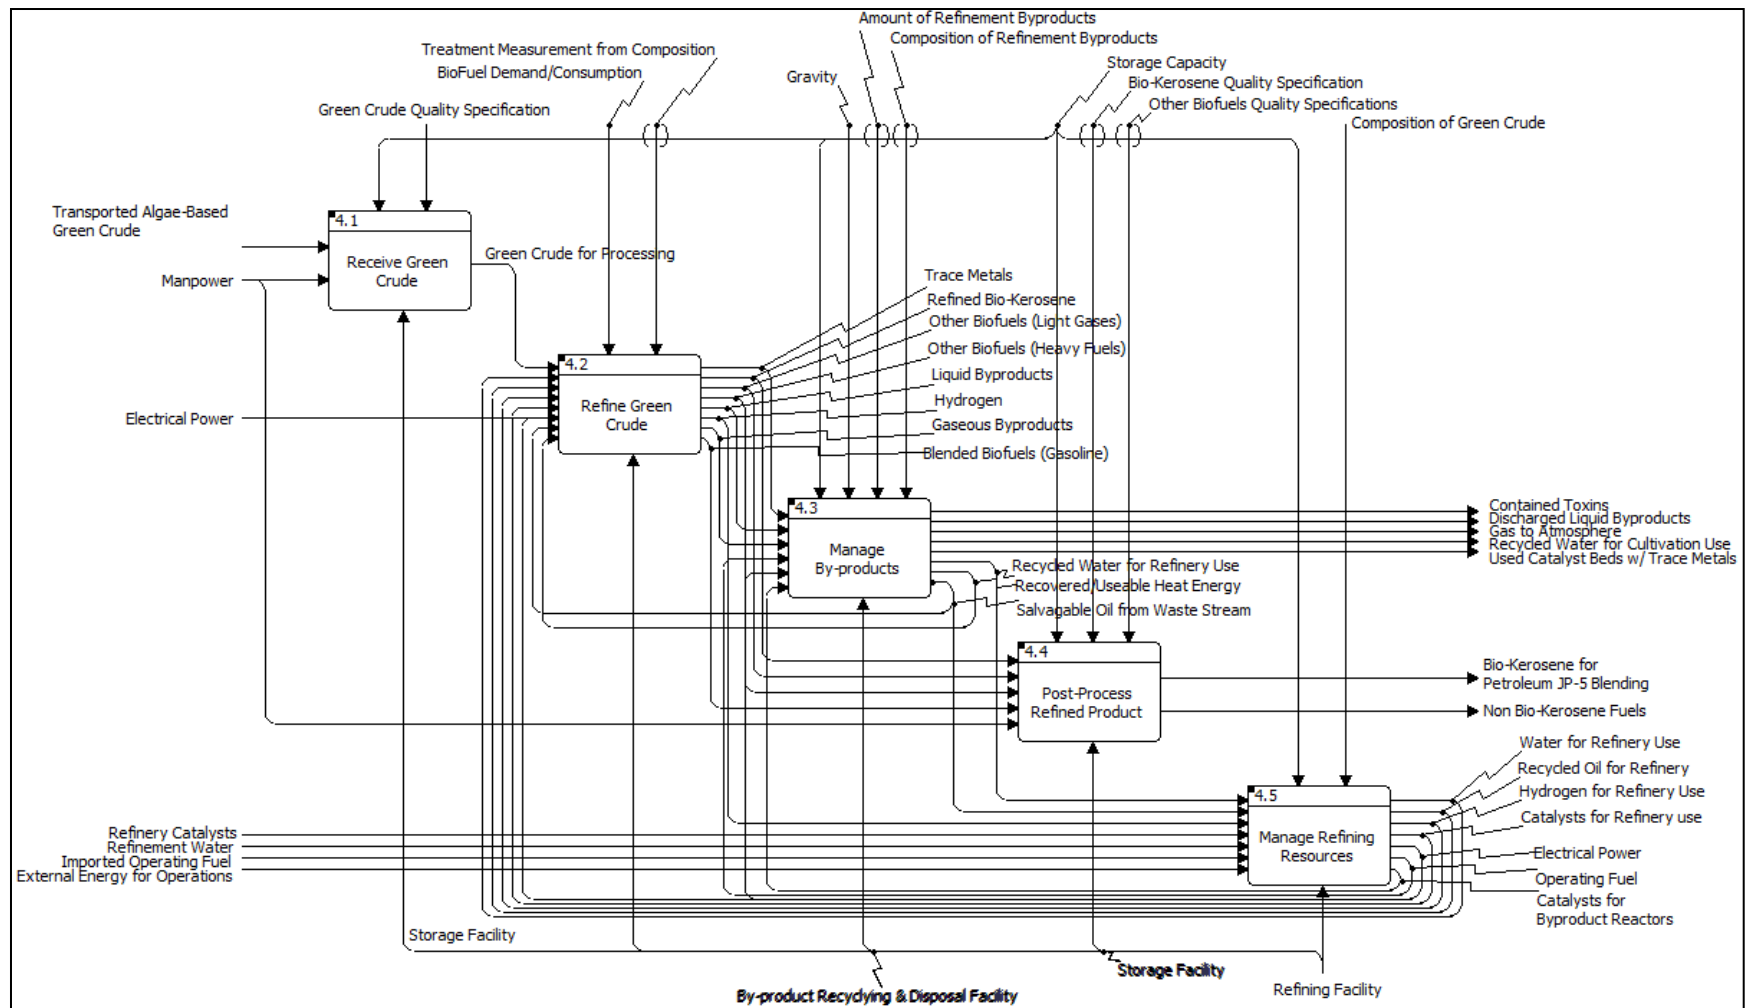 Amount of Refinement Byproducts
Composition of Refinement Byproducts
Treatment Measurement from Composition
BioFuel Demand/Consumption
Gravity
Storage Capacity
Bio-Kerosene Quality Specification
Other Biofuels Quality Specifications
Green Crude Quality Specification
Composition of Green Crude
Transported Algae-Based
Green Crude
Manpower
4.1
Receive Green
Crude
Green Crude for Processing
Trace Metals
Refined Bio-Kerosene
Other Biofuels (Light Gases)
Other Biofuels (Heavy Fuels)
Liquid Byproducts
Hydrogen
Gaseous Byproducts
Blended Biofuels (Gasoline)
4.2
Refine Green
Crude
Electrical Power
4.3
Manage
By-products
Contained Toxins
Discharged Liquid Byproducts
Gas to Atmosphere
Recycled Water for Cultivation Use
Used Catalyst Beds w/ Trace Metals
Recycled Water for Refinery Use
Recovered/Useable Heat Energy
Salvagable Oil from Waste Stream
4.4
Post-Process
Refined Product
Bio-Kerosene for
Petroleum JP-5 Blending
Non Bio-Kerosene Fuels
Water for Refinery Use
Recycled Oil for Refinery
Hydrogen for Refinery Use
Catalysts for Refinery use
Electrical Power
Operating Fuel
Catalysts for
Byproduct Reactors
4.5
Manage Refining
Resources
Refinery Catalysts
Refinement Water
Imported Operating Fuel
External Energy for Operations
Storage Facility
Storage Facility
By-product Recyclying & Disposal Facility
Refining Facility